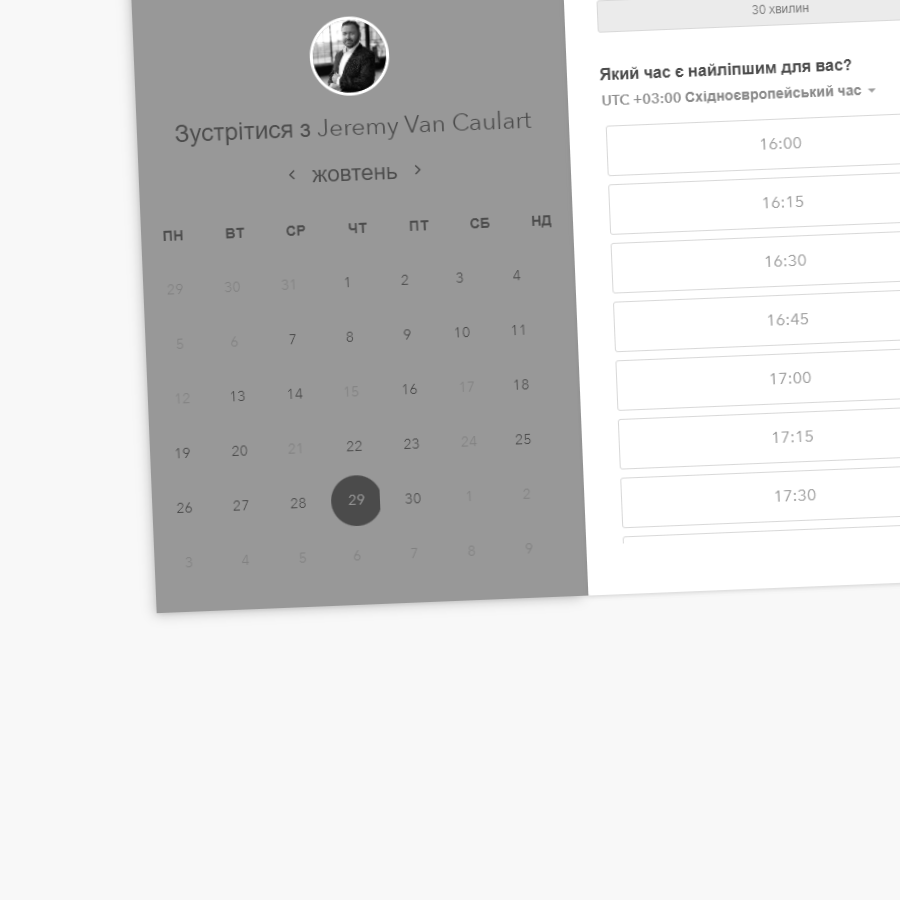 Зустрітися з Jeremy Van Caulart
жовтень
ПН ВТ СР ЧТ ПТ СБ НД
29 30 31 1 2 3 4
5 6 7 8 9 10 11
12 13 14 15 16 17 18
19 20 21 22 23 24 25
26 27 28 29 30 1 2
3 4 5 6 7 8 9
30 хвилин
Який час є найліпшим для вас?
UTC +03:00 Східноєвропейський час
16:00
16:15
16:30
16:45
17:00
17:15
17:30